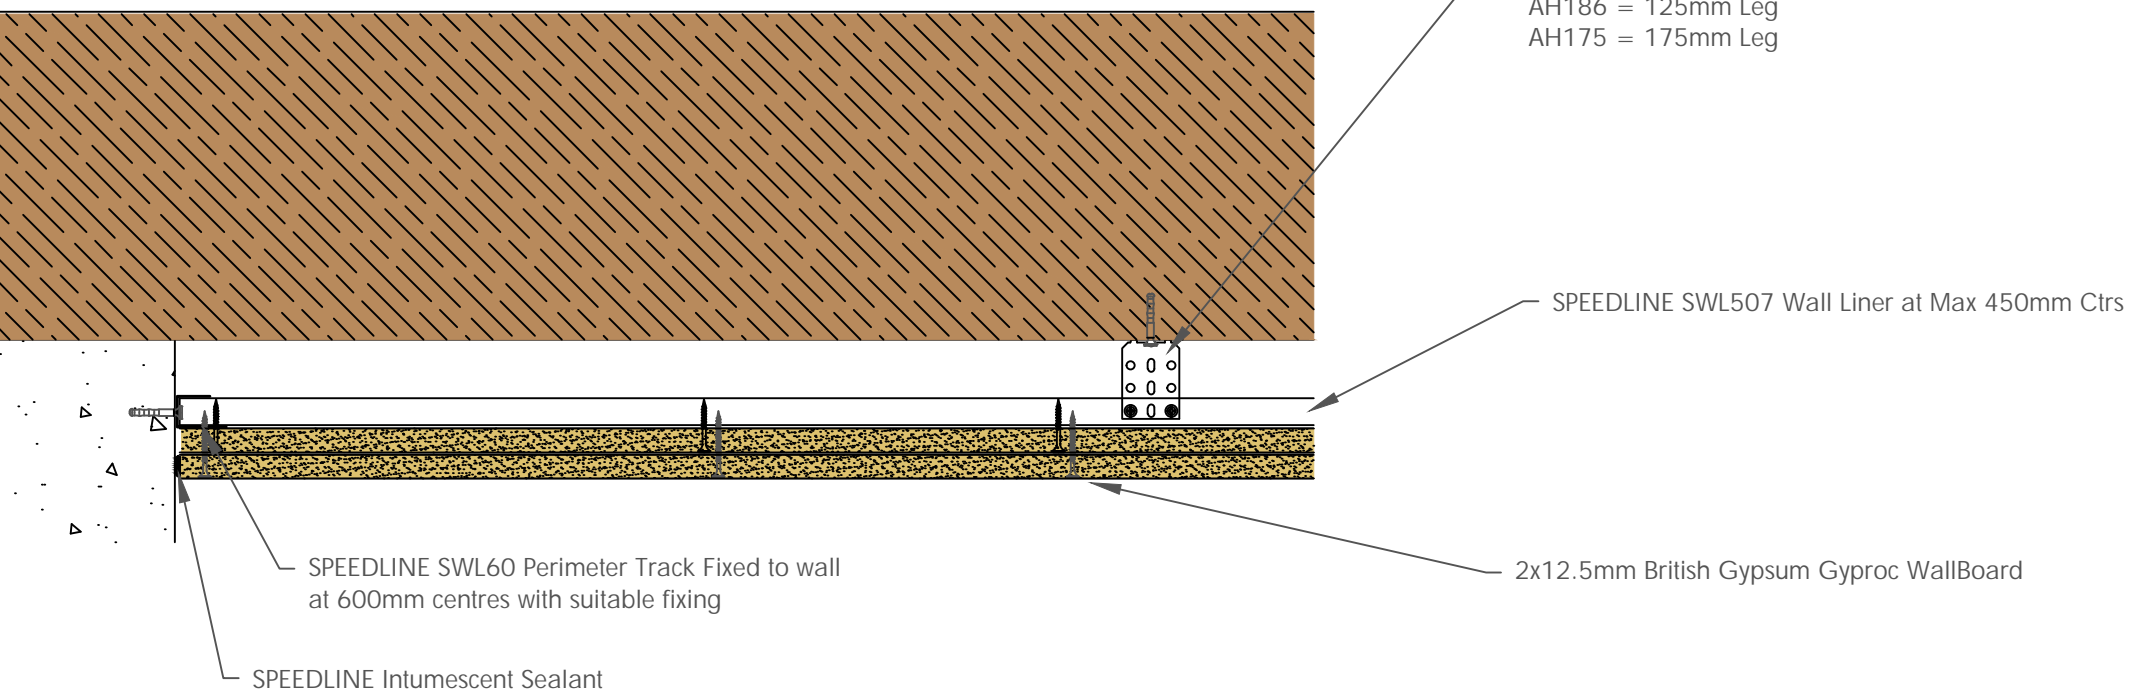 AH186 = 125mm Leg
AH175 = 175mm Leg
SPEEDLINE SWL507 Wall Liner at Max 450mm Ctrs
2x12.5mm British Gypsum Gyproc WallBoard
SPEEDLINE SWL60 Perimeter Track Fixed to wall
at 600mm centres with suitable fixing
SPEEDLINE Intumescent Sealant